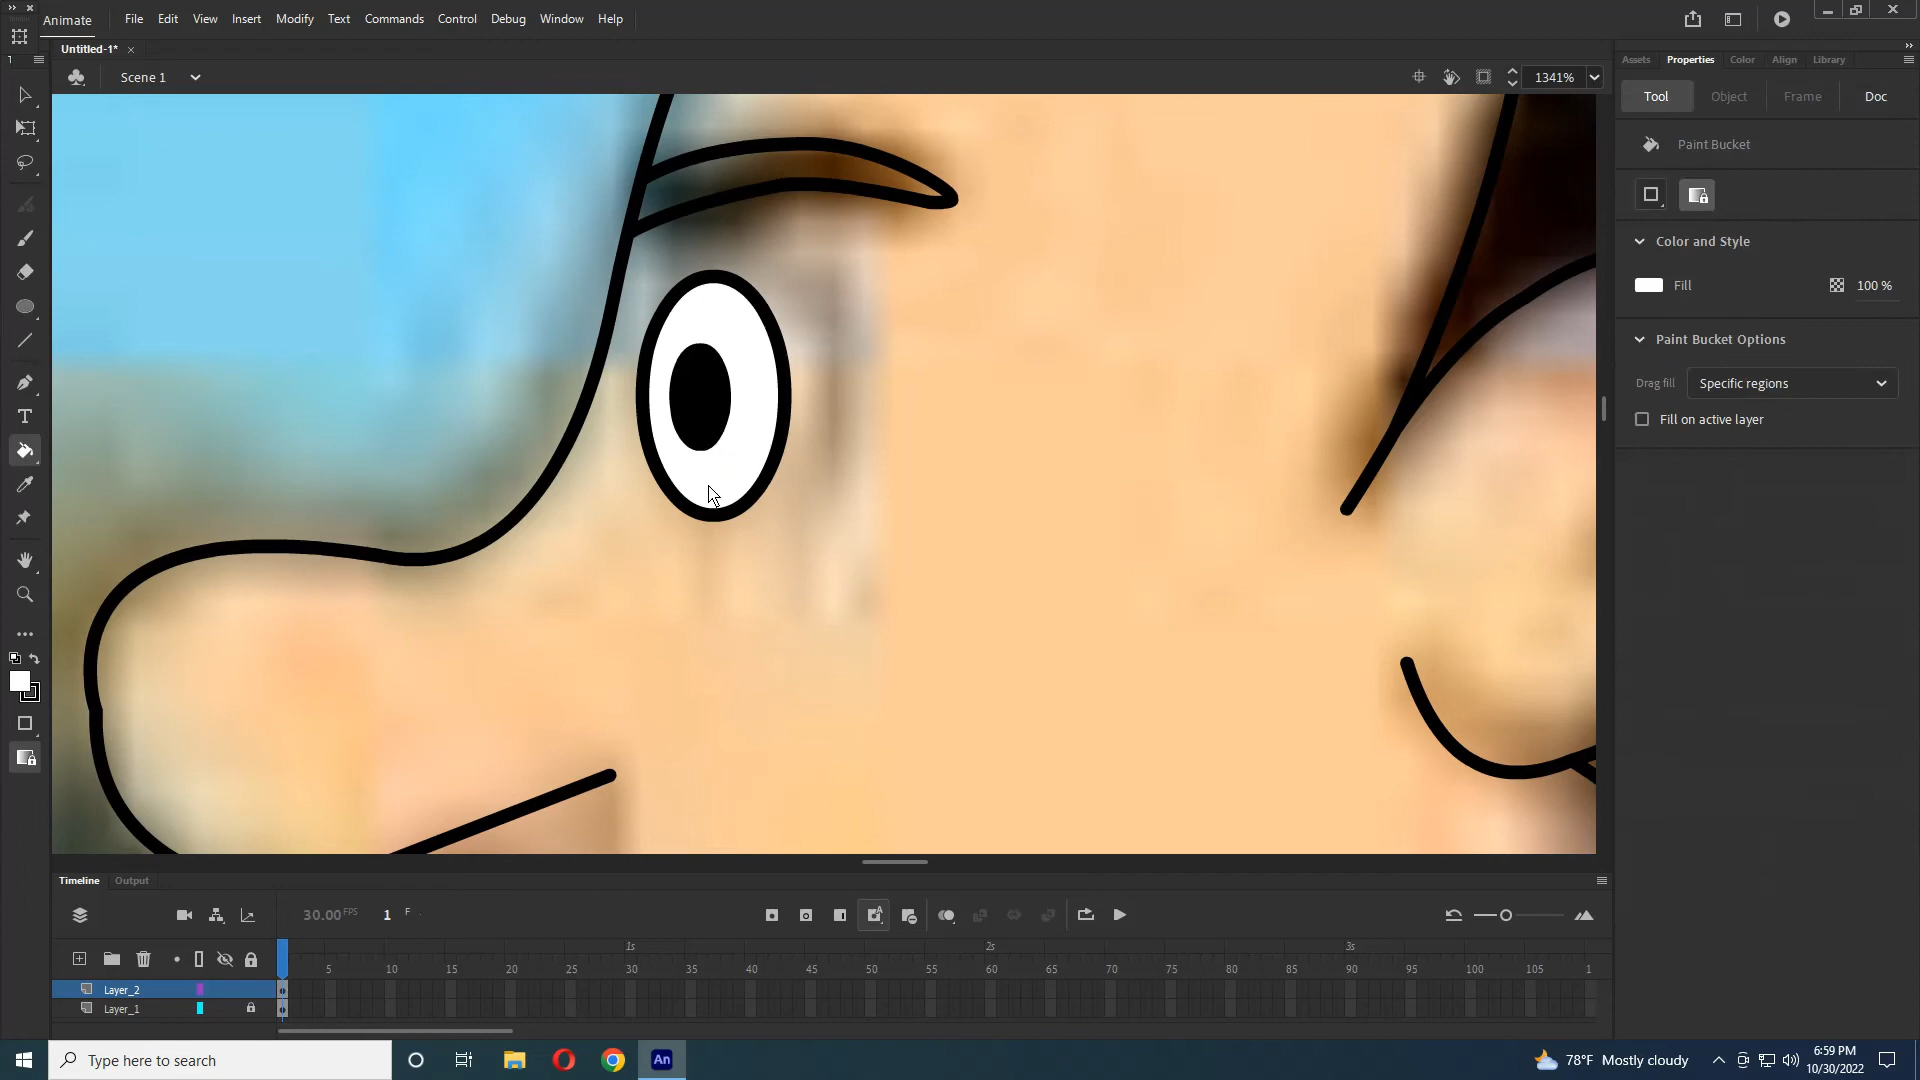 Animate File Edit View Insert Modify Text Commands Control Debug Window Help
Untitled-1*
Scene 1 1341%
Assets Properties Color Align Library
Tool Object Frame Doc
Paint Bucket
Color and Style
Fill 100 %
Paint Bucket Options
Drag fill Specific regions
Fill on active layer
Timeline Output
30.00 FPS 1 F
1s 2s 3s
5 10 15 20 25 30 35 40 45 50 55 60 65 70 75 80 85 90 95 100 105 1
Layer_2
Layer_1
Type here to search
An
78°F Mostly cloudy
6:59 PM
10/30/2022